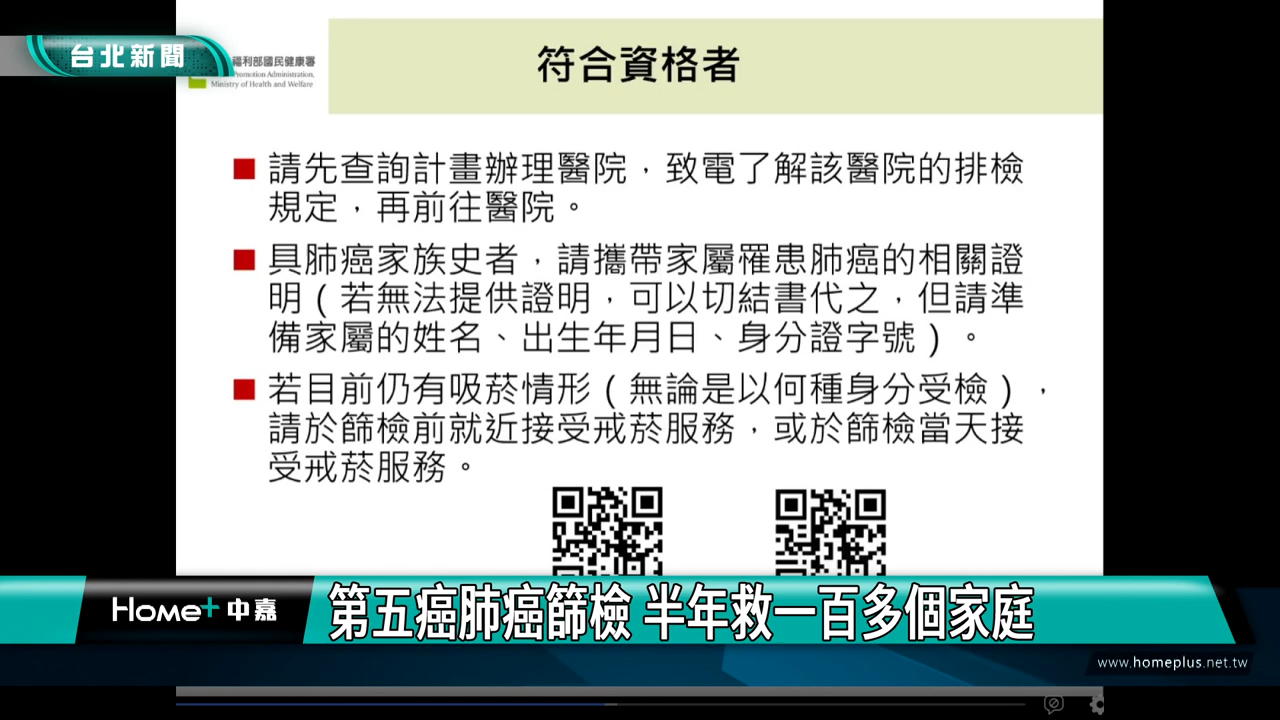 台北新聞
福利部國民健康署
romotion Administration,
Ministry of Health and Welfare
符合資格者
請先查詢計畫辦理醫院，致電了解該醫院的排檢
規定，再前往醫院。
具肺癌家族史者，請攜帶家屬罹患肺癌的相關證
明（若無法提供證明，可以切結書代之，但請準
備家屬的姓名、出生年月日、身分證字號）。
若目前仍有吸菸情形（無論是以何種身分受檢），
請於篩檢前就近接受戒菸服務，或於篩檢當天接
受戒菸服務。
Home+中嘉
第五癌肺癌篩檢 半年救一百多個家庭
www.homeplus.net.tw